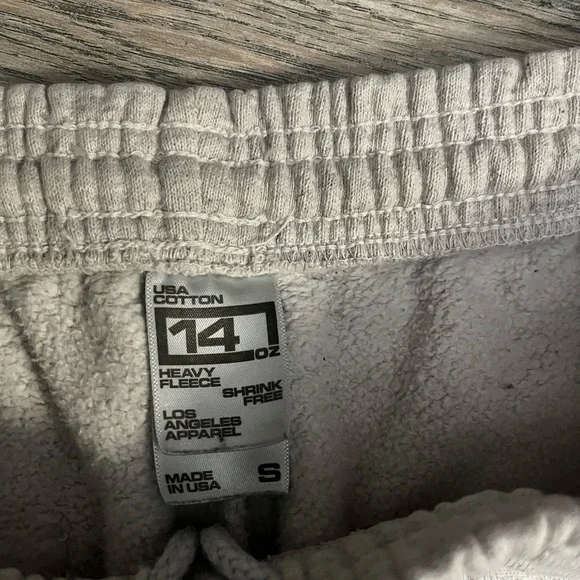 USA
COTTON
14 OZ
HEAVY
FLEECE
SHRINK
FREE
LOS
ANGELES
APPAREL
MADE
IN USA
S